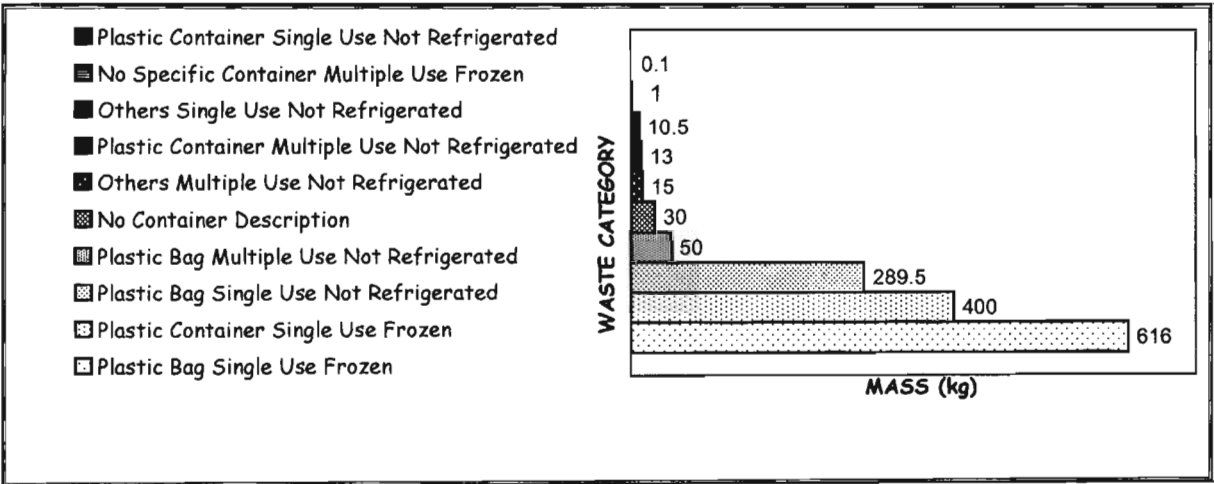 Plastic Container Single Use Not Refrigerated
No Specific Container Multiple Use Frozen
Others Single Use Not Refrigerated
Plastic Container Multiple Use Not Refrigerated
Others Multiple Use Not Refrigerated
No Container Description
Plastic Bag Multiple Use Not Refrigerated
Plastic Bag Single Use Not Refrigerated
Plastic Container Single Use Frozen
Plastic Bag Single Use Frozen
WASTE CATEGORY
0.1
1
10.5
13
15
30
50
289.5
400
616
MASS (kg)